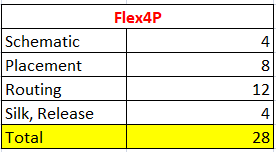 Flex4P
Schematic 4
Placement 8
Routing 12
Silk, Release 4
Total 28